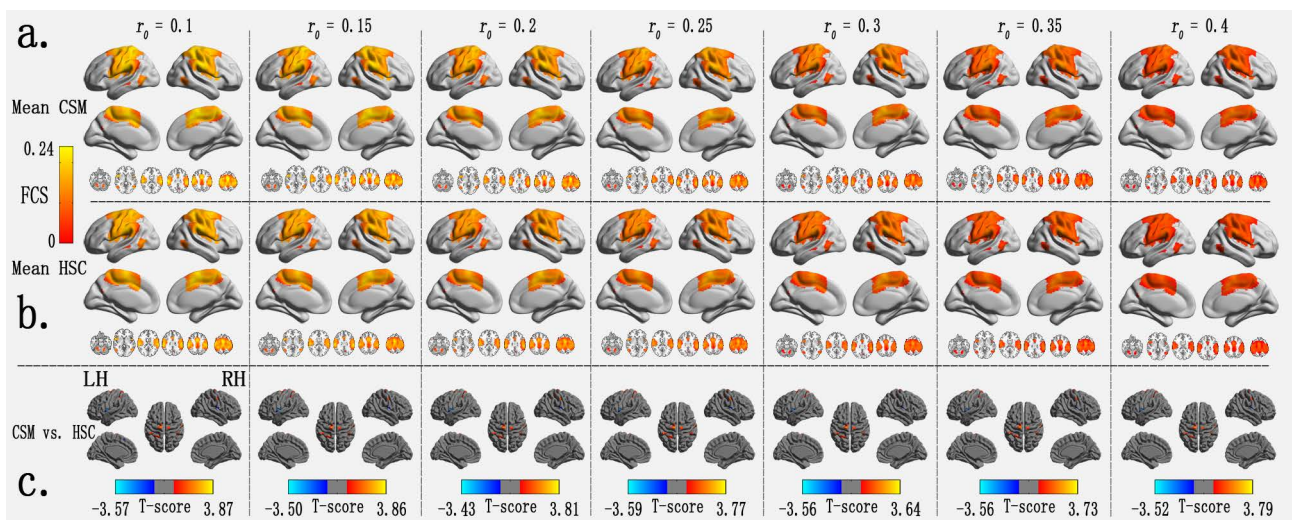 a.
r₀ = 0.1 r₀ = 0.15 r₀ = 0.2 r₀ = 0.25 r₀ = 0.3 r₀ = 0.35 r₀ = 0.4
Mean CSM
0.24
FCS
0
Mean HSC
b.
LH RH
CSM vs. HSC
c.
-3.57 T-score 3.87 -3.50 T-score 3.86 -3.43 T-score 3.81 -3.59 T-score 3.77 -3.56 T-score 3.64 -3.56 T-score 3.73 -3.52 T-score 3.79